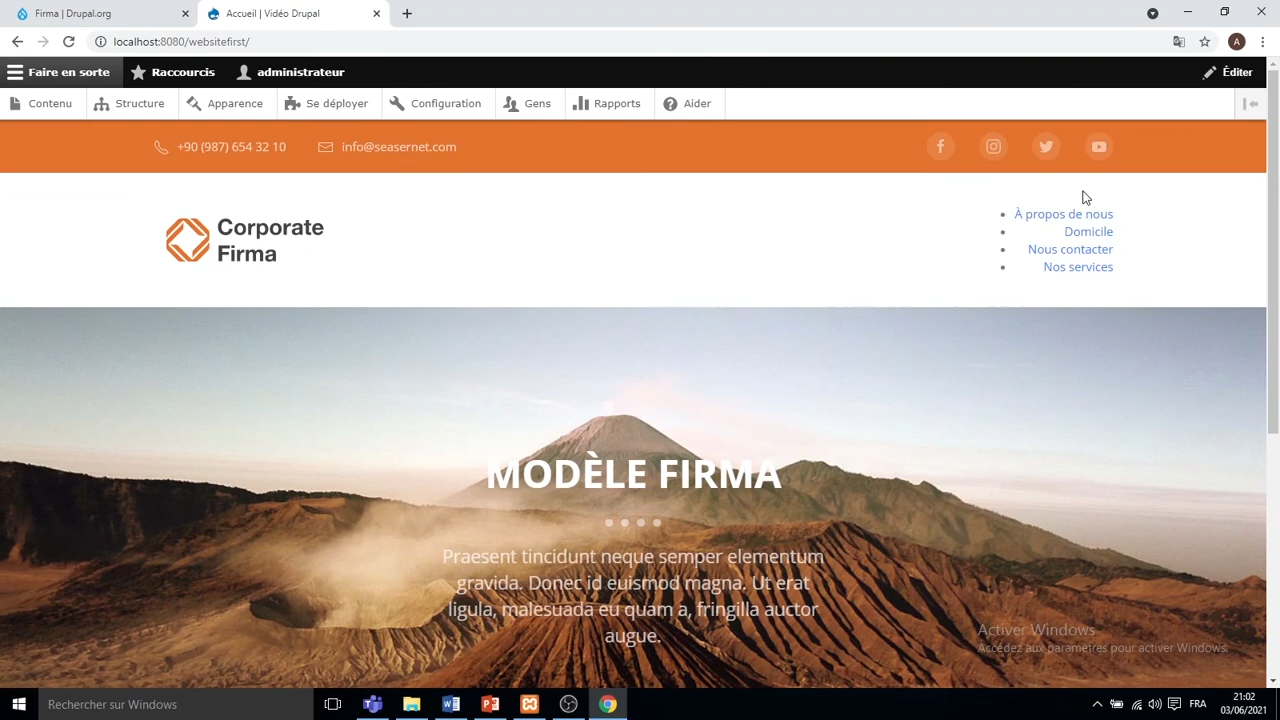 Firma | Drupal.org
Accueil | Vidéo Drupal
localhost:8080/websitefirst/
A
Faire en sorte
Raccourcis
administrateur
Éditer
Contenu
Structure
Apparence
Se déployer
Configuration
Gens
Rapports
Aider
+90 (987) 654 32 10
info@seasernet.com
Corporate
Firma
À propos de nous
Domicile
Nous contacter
Nos services
MODÈLE FIRMA
Praesent tincidunt neque semper elementum
gravida. Donec id euismod magna. Ut erat
ligula, malesuada eu quam a, fringilla auctor
augue.
Activer Windows
Accédez aux paramètres pour activer Windows.
Rechercher sur Windows
FRA
21:02
03/06/2021